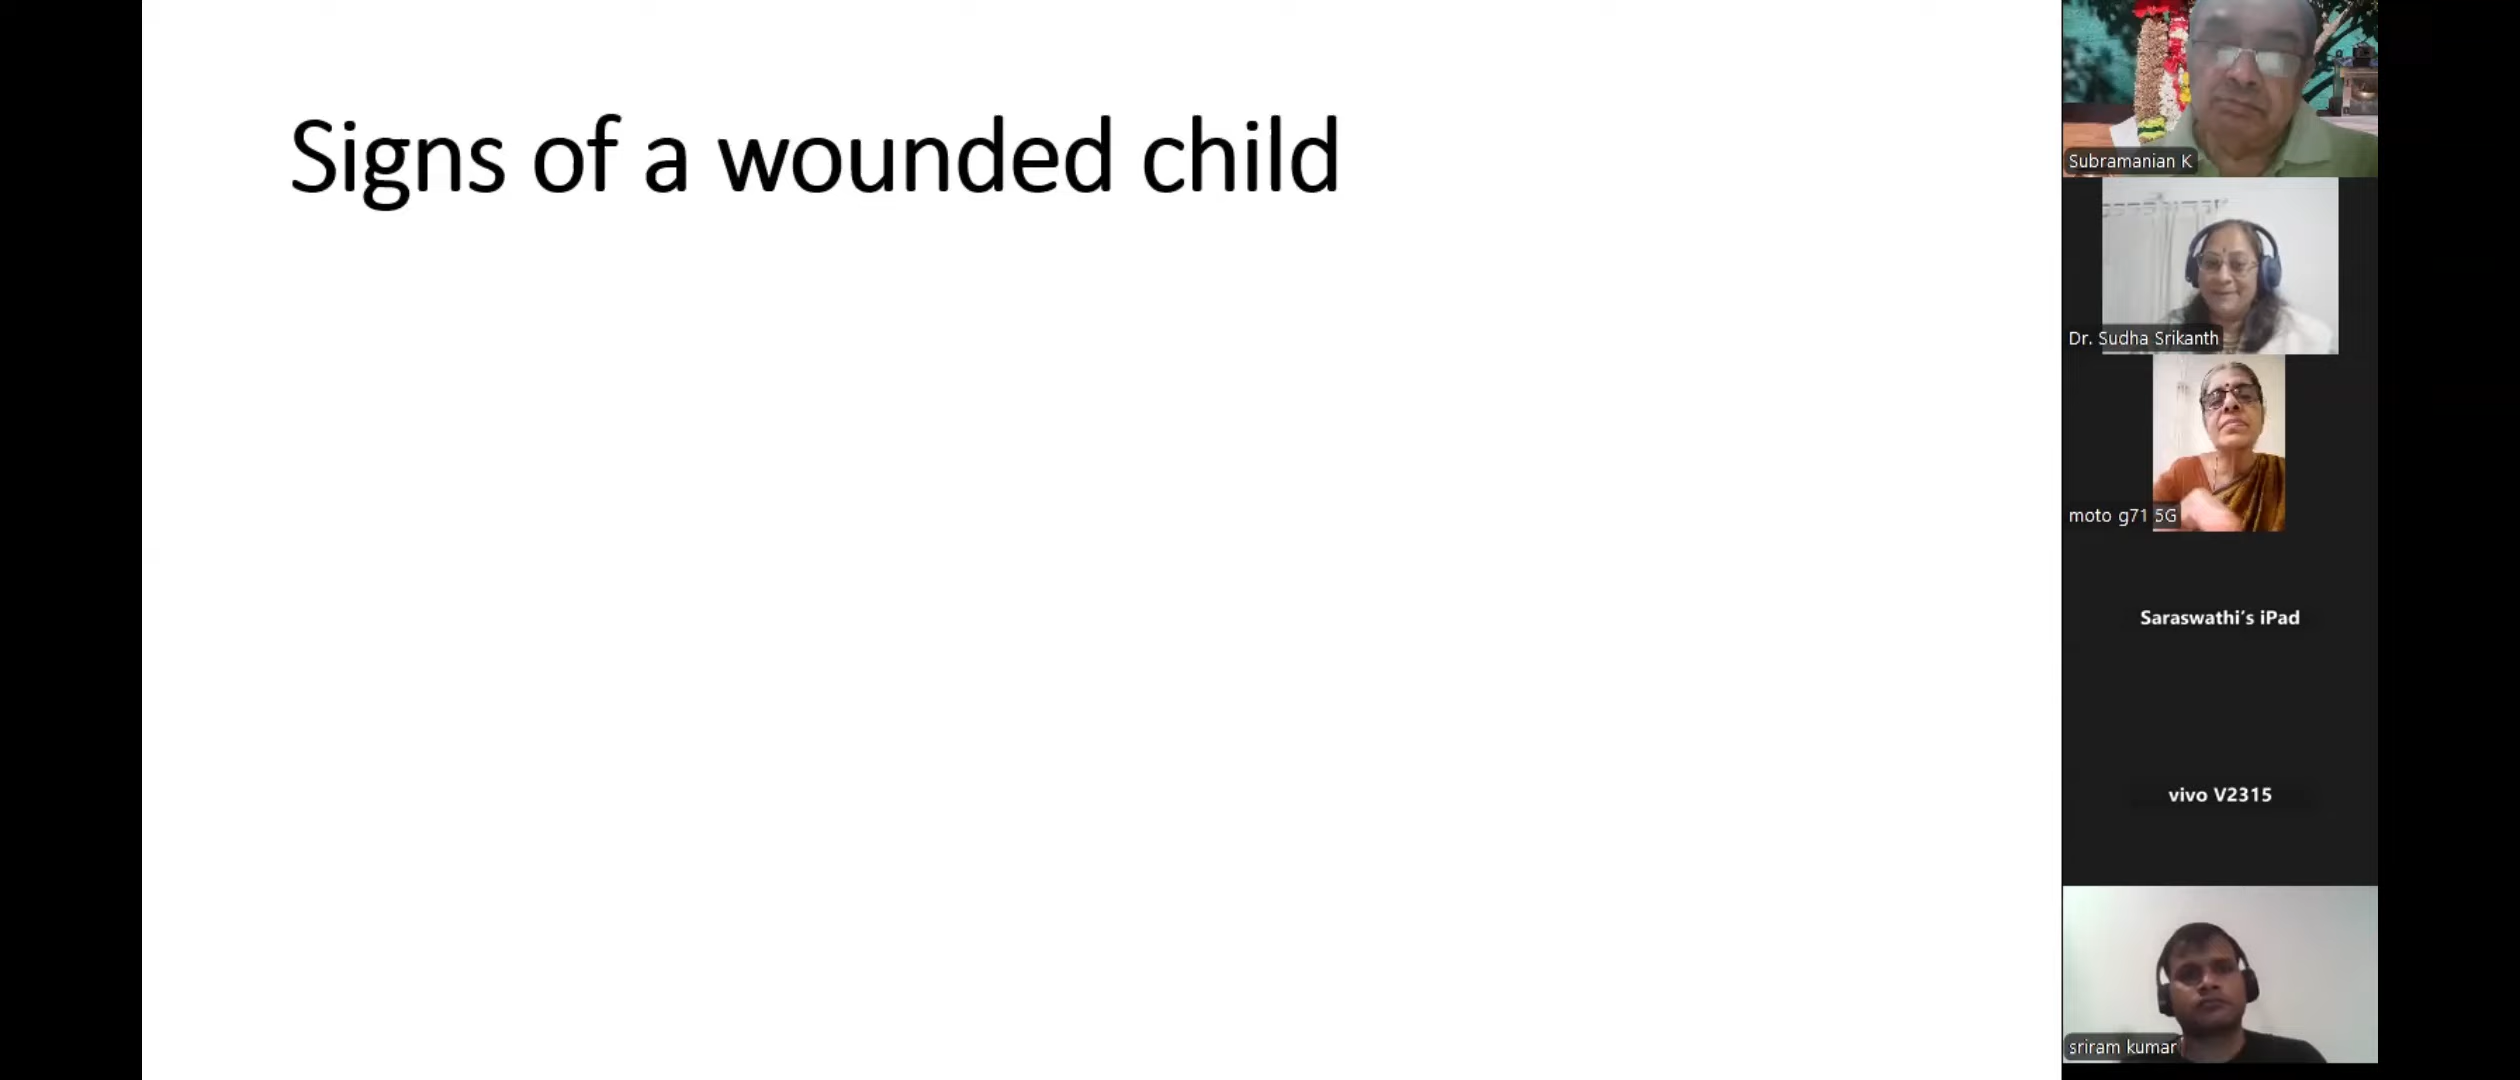 Signs of a wounded child
Subramanian K
Dr. Sudha Srikanth
moto g71 5G
Saraswathi's iPad
vivo V2315
sriram kumar